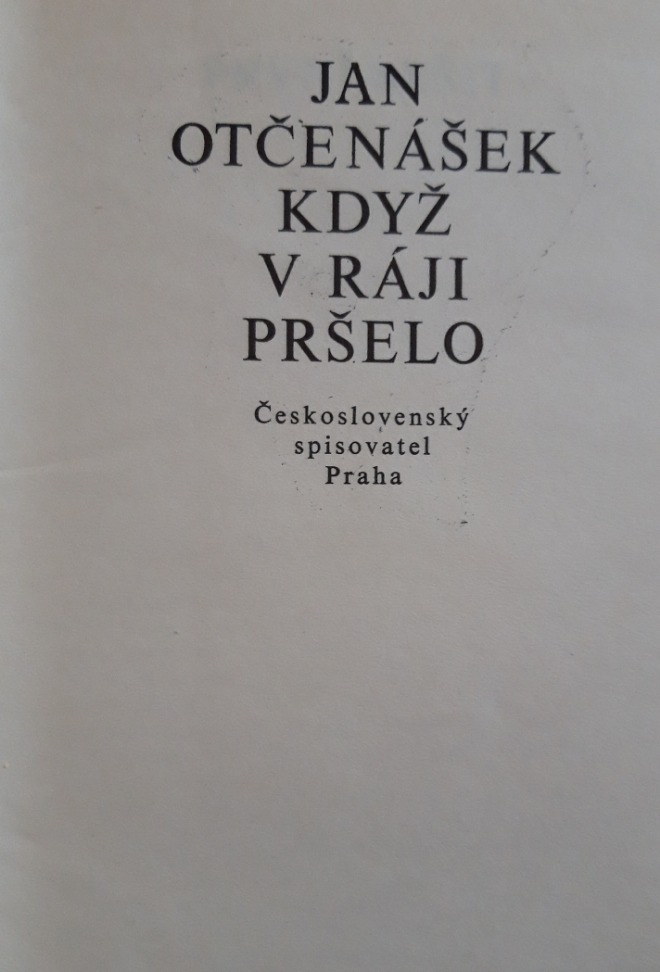 JAN
OTČENÁŠEK
KDYŽ
V RÁJI
PRŠELO
Československý
spisovatel
Praha